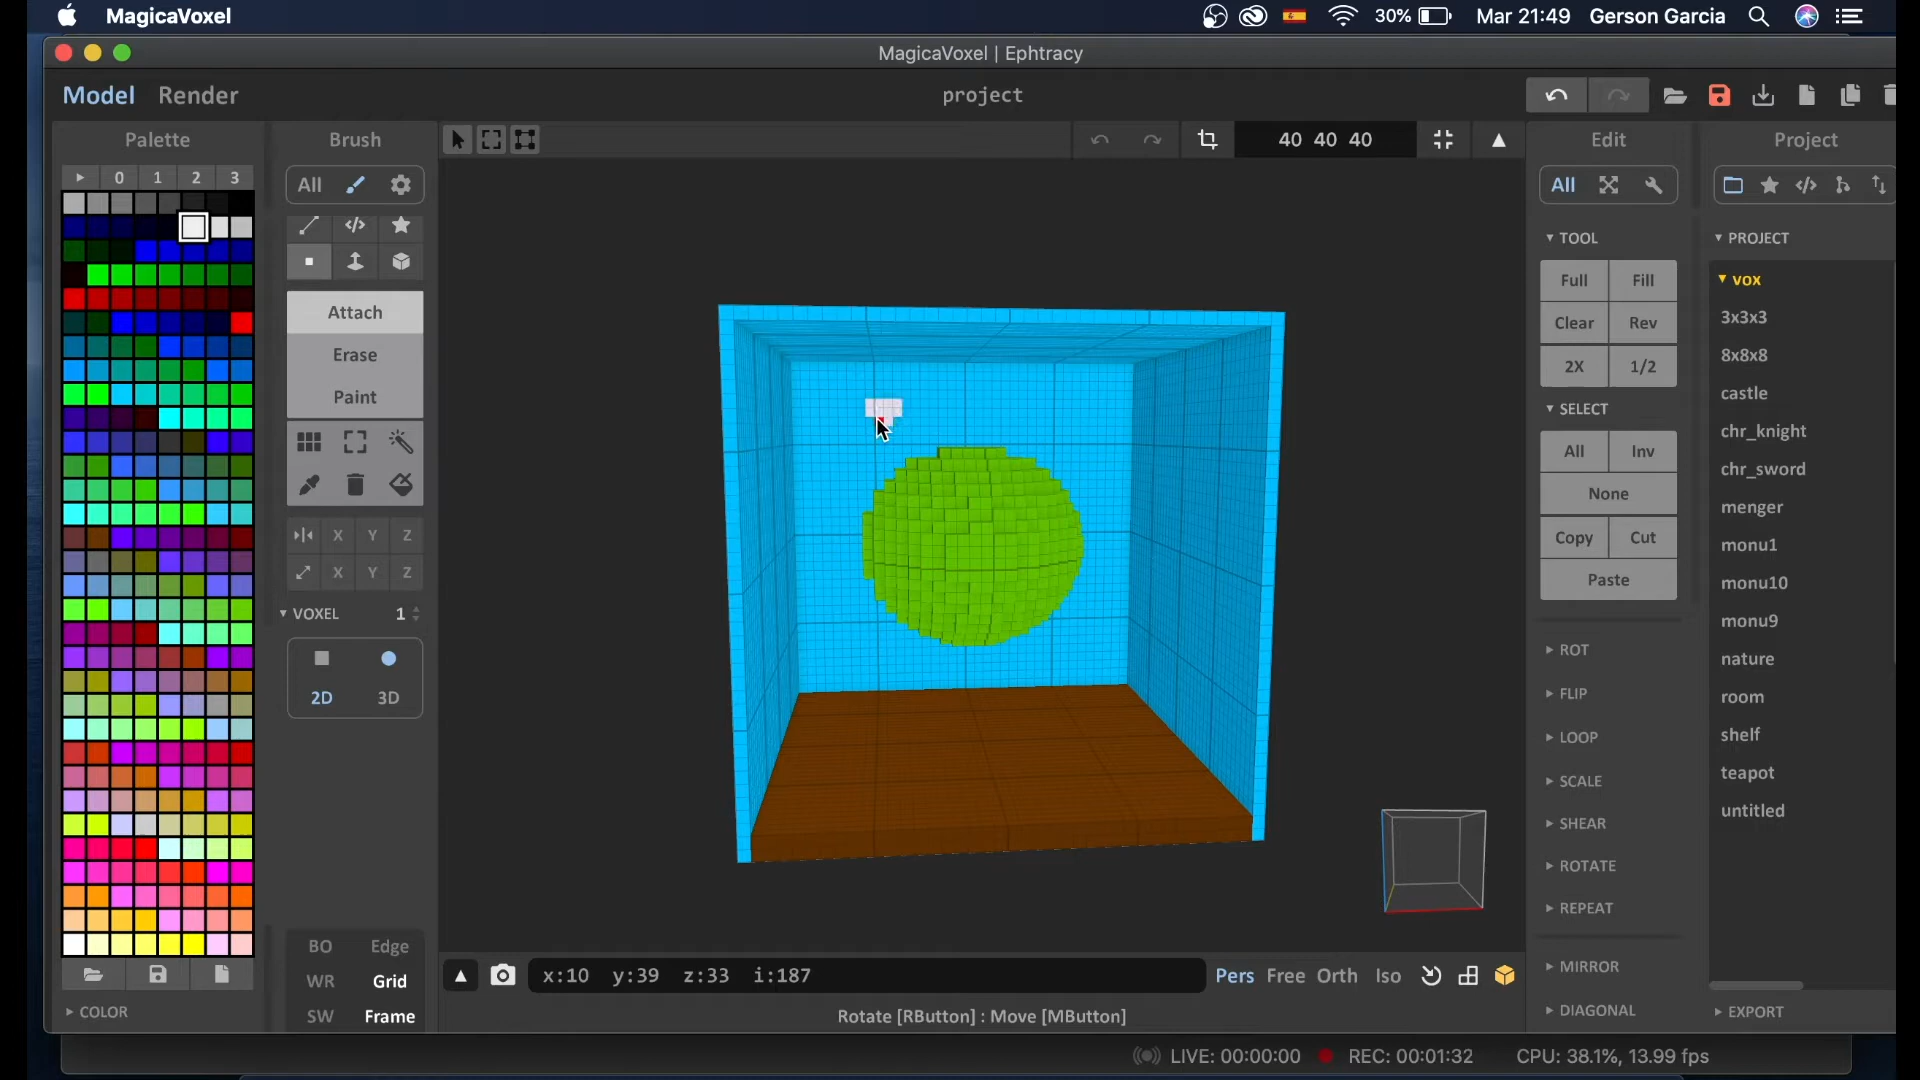 MagicaVoxel
30%
Mar 21:49
Gerson Garcia
MagicaVoxel | Ephtracy
Model
Render
project
Palette
Brush
40 40 40
Edit
Project
0
1
2
3
All
All
TOOL
PROJECT
Full
Fill
vox
Attach
3x3x3
Clear
Rev
Erase
8x8x8
2X
1/2
Paint
castle
SELECT
chr_knight
All
Inv
chr_sword
None
menger
X Y Z
Copy
Cut
monu1
X Y Z
Paste
monu10
VOXEL
1
monu9
ROT
nature
2D
3D
FLIP
room
LOOP
shelf
SCALE
teapot
SHEAR
untitled
ROTATE
REPEAT
BO
Edge
MIRROR
WR
Grid
x:10 y:39 z:33 i:187
Pers
Free
Orth
Iso
COLOR
SW
Frame
Rotate [RButton] : Move [MButton]
DIAGONAL
EXPORT
LIVE: 00:00:00
REC: 00:01:32
CPU: 38.1%, 13.99 fps